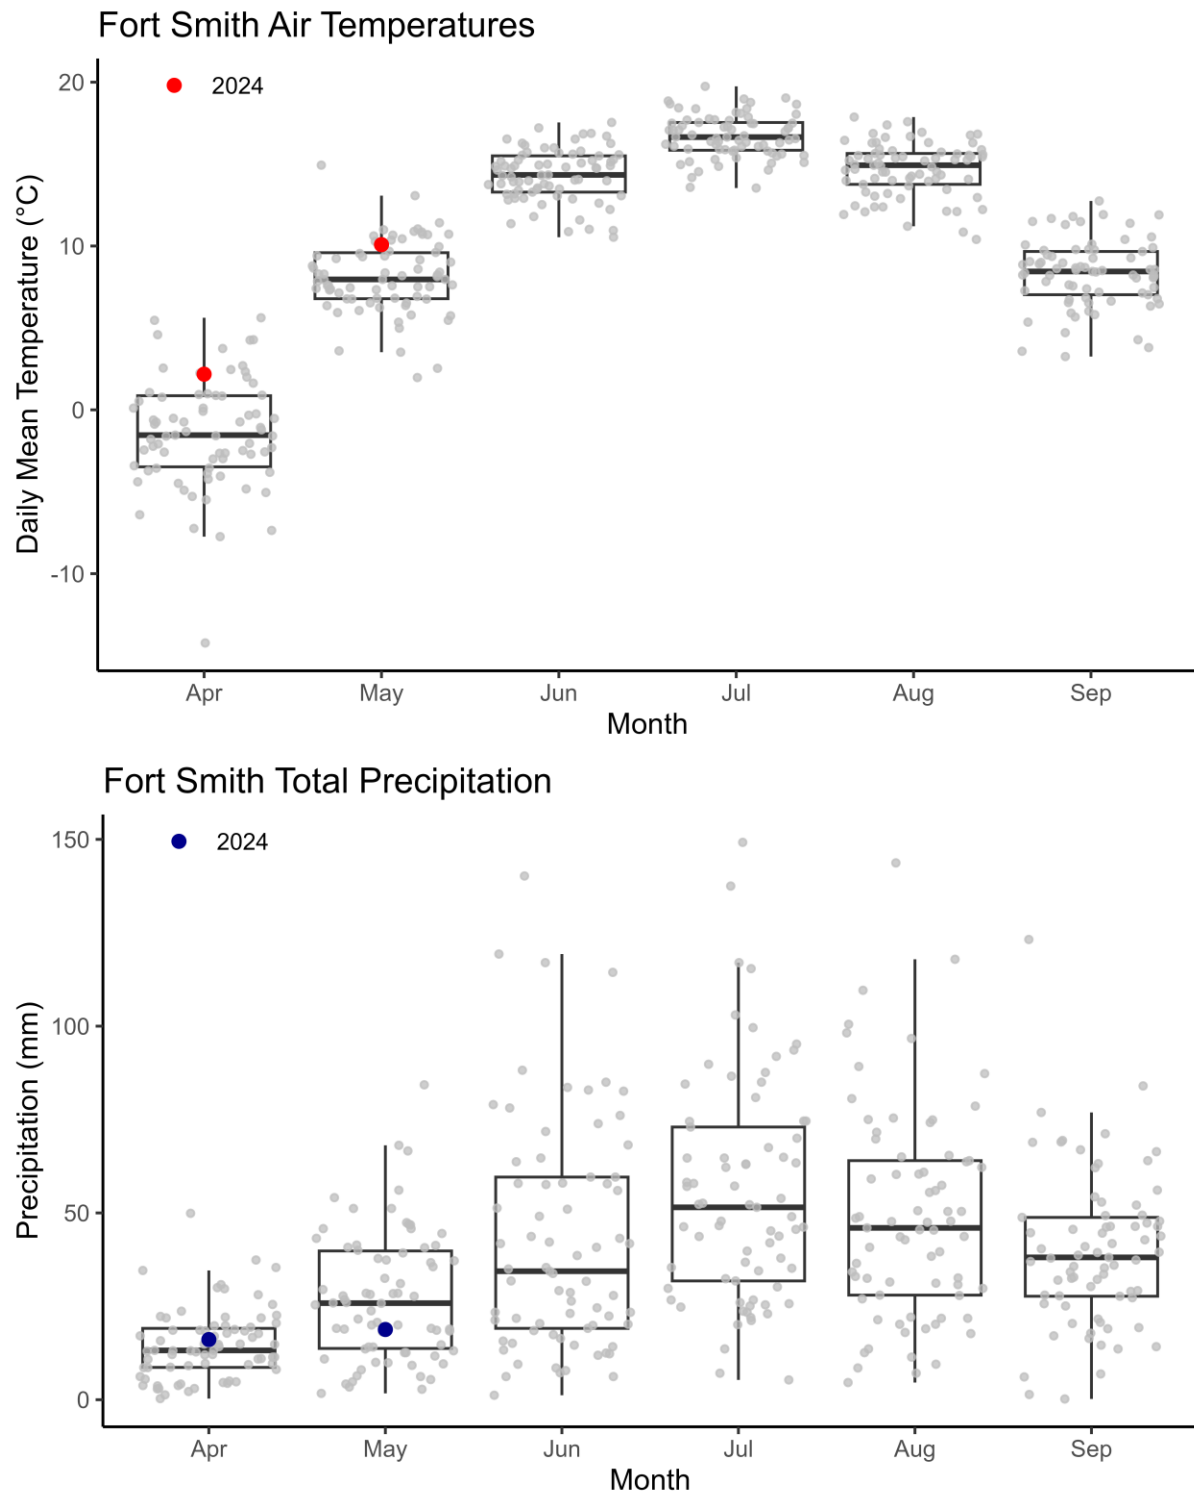 Fort Smith Air Temperatures
2024
20
10
0
-10
Daily Mean Temperature (°C)
Apr May Jun Jul Aug Sep
Month
Fort Smith Total Precipitation
2024
150
100
50
0
Precipitation (mm)
Apr May Jun Jul Aug Sep
Month